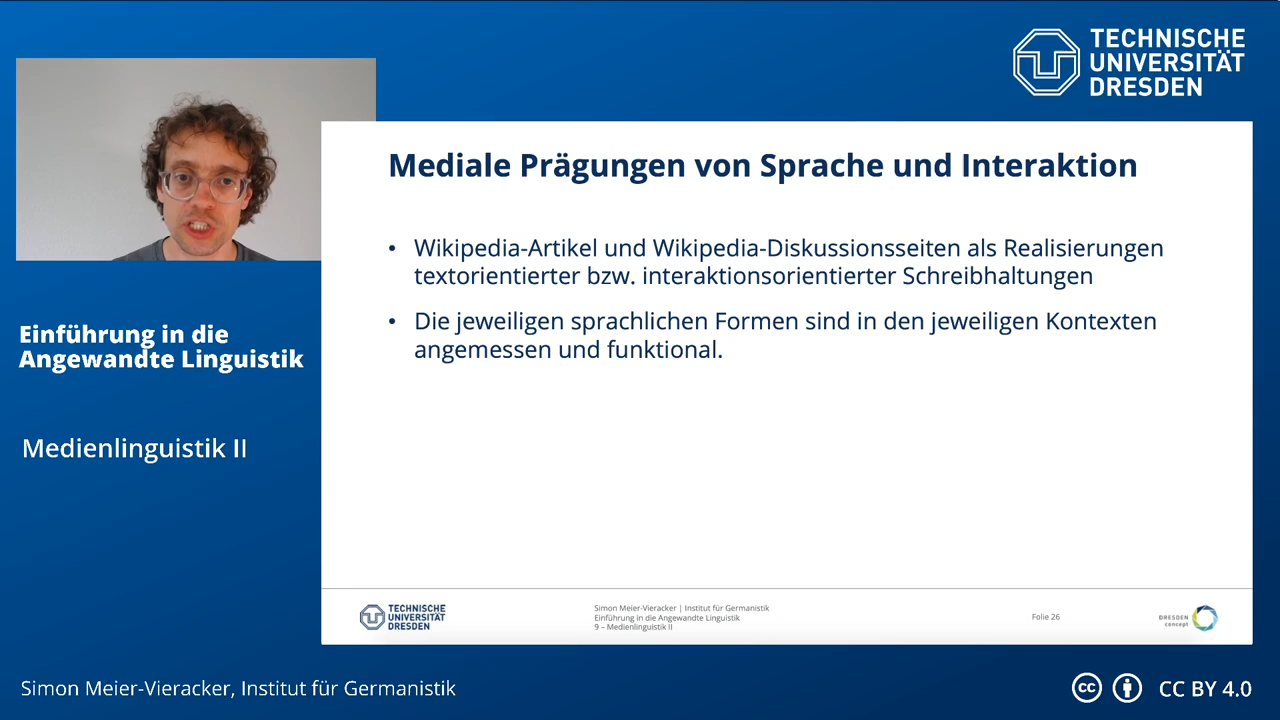 TECHNISCHE
UNIVERSITÄT
DRESDEN
Mediale Prägungen von Sprache und Interaktion
• Wikipedia-Artikel und Wikipedia-Diskussionsseiten als Realisierungen
textorientierter bzw. interaktionsorientierter Schreibhaltungen
• Die jeweiligen sprachlichen Formen sind in den jeweiligen Kontexten
angemessen und funktional.
Einführung in die
Angewandte Linguistik
Medienlinguistik II
TECHNISCHE
UNIVERSITÄT
DRESDEN
Simon Meier-Vieracker | Institut für Germanistik
Einführung in die Angewandte Linguistik
9 – Medienlinguistik II
Folie 26
DRESDEN
concept
Simon Meier-Vieracker, Institut für Germanistik
cc
CC BY 4.0